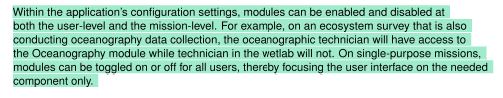 Within the application's configuration settings, modules can be enabled and disabled at
both the user-level and the mission-level. For example, on an ecosystem survey that is also
conducting oceanography data collection, the oceanographic technician will have access to
the Oceanography module while technician in the wetlab will not. On single-purpose missions,
modules can be toggled on or off for all users, thereby focusing the user interface on the needed
component only.